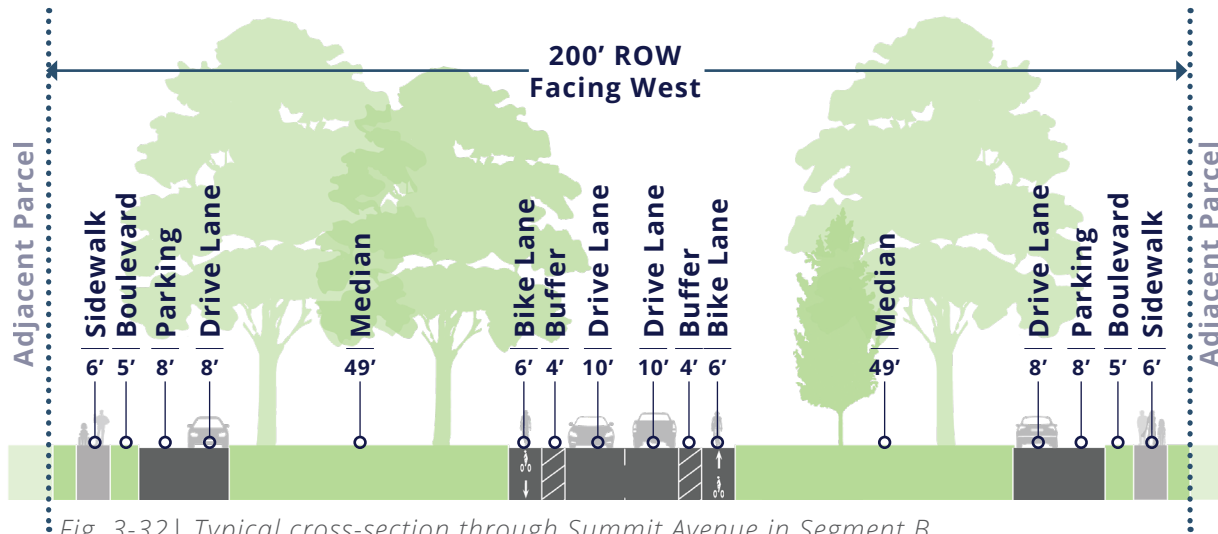 200’ ROW
Facing West
Adjacent Parcel
Sidewalk
6’
Boulevard
5’
Parking
8’
Drive Lane
8’
Median
49’
Bike Lane
6’
Buffer
4’
Drive Lane
10’
Drive Lane
10’
Buffer
4’
Bike Lane
6’
Median
49’
Drive Lane
8’
Parking
8’
Boulevard
5’
Sidewalk
6’
Adjacent Parcel
Fig. 3-32| Typical cross-section through Summit Avenue in Segment B